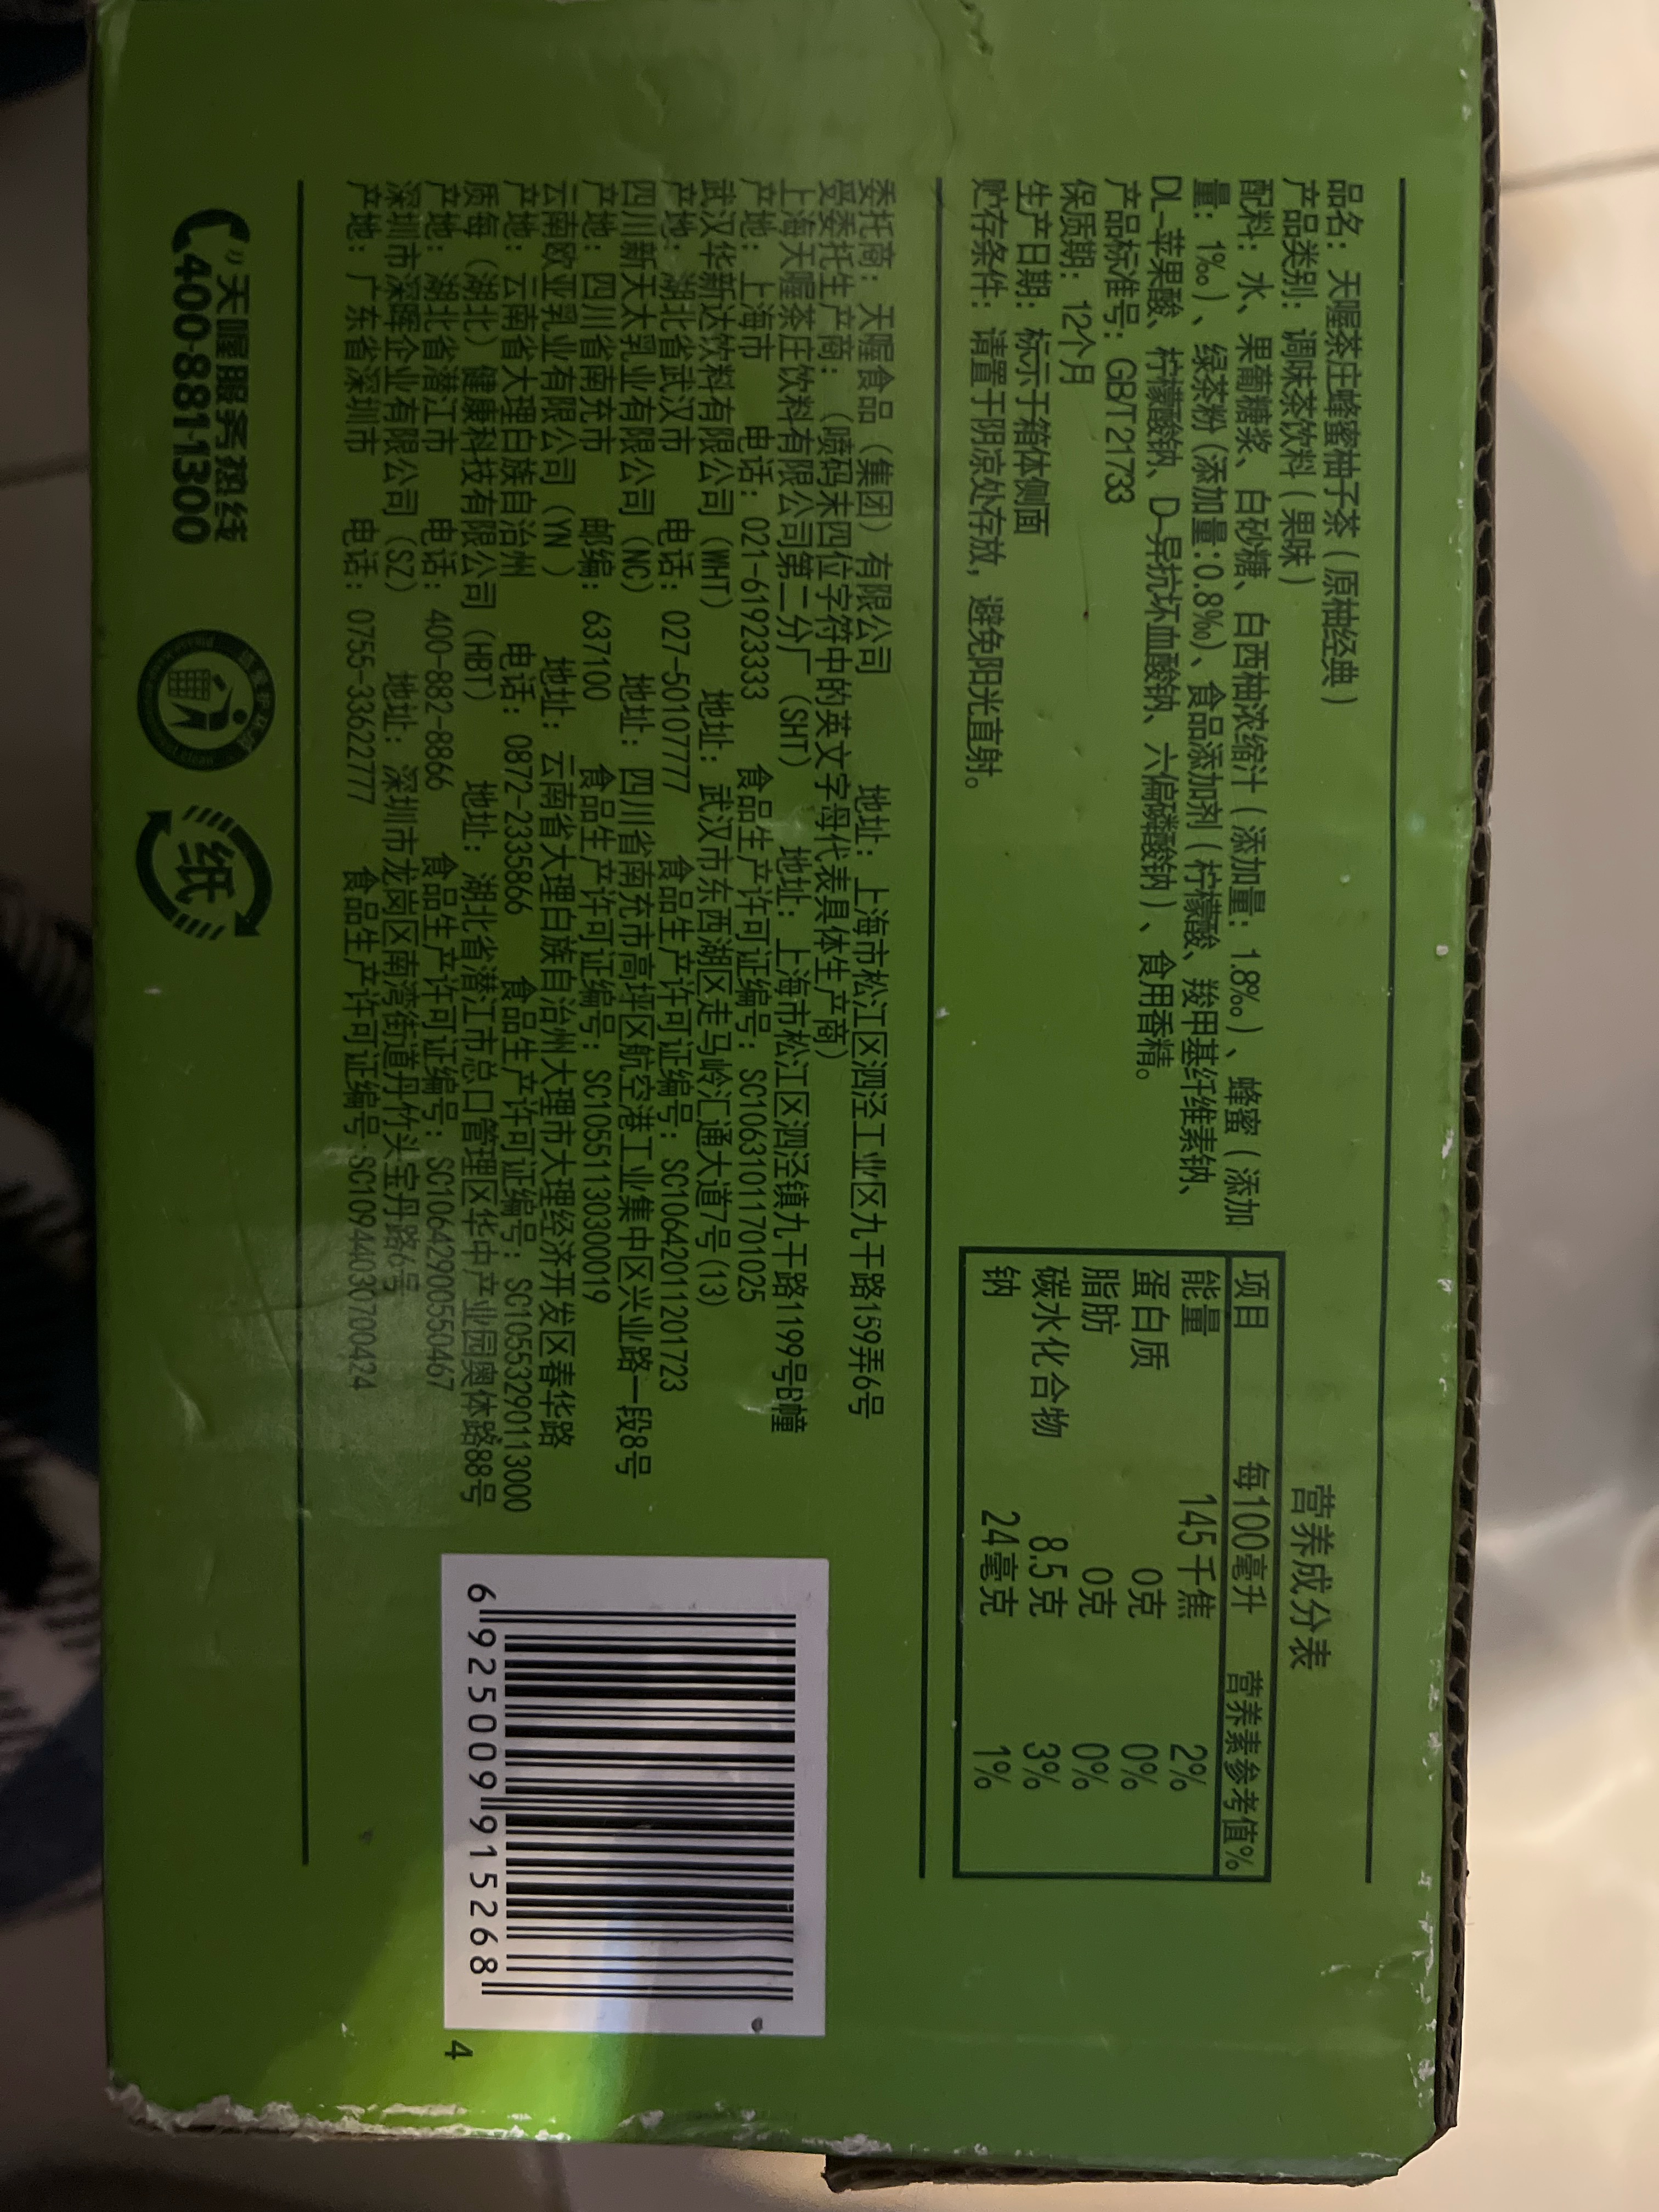 品名：天喔茶庄蜂蜜柚子茶（原柚经典）
产品类别：调味茶饮料（果味）
配料：水、果葡糖浆、白砂糖、白西柚浓缩汁（添加量：1.8‰）、蜂蜜（添加
量：1‰）、绿茶粉（添加量：0.8‰）、食品添加剂（柠檬酸、羧甲基纤维素钠、
DL-苹果酸、柠檬酸钠、D-异抗坏血酸钠、六偏磷酸钠）、食用香精。
产品标准号：GB/T21733
保质期：12个月
生产日期：标示于箱体侧面
贮存条件：请置于阴凉处存放，避免阳光直射。
营养成分表
项目 每100毫升 营养素参考值%
能量 145千焦 2%
蛋白质 0克 0%
脂肪 0克 0%
碳水化合物 8.5克 3%
钠 24毫克 1%
委托商：天喔食品（集团）有限公司 地址：上海市松江区泗泾工业区九干路159弄6号
受委托生产商：（喷码末四位字符中的英文字母代表具体生产商）
上海天喔茶庄饮料有限公司第二分厂（SHT） 地址：上海市松江区泗泾镇九干路1199号B幢
产地：上海市 电话：021-61923333 食品生产许可证编号：SC10631011701025
武汉华新达饮料有限公司（WHT） 地址：武汉市东西湖区走马岭汇通大道7号(13)
产地：湖北省武汉市 电话：027-50107777 食品生产许可证编号：SC10642011201723
四川新天太乳业有限公司（NC） 地址：四川省南充市高坪区航空港工业集中区兴业路一段8号
产地：四川省南充市 邮编：637100 食品生产许可证编号：SC10551130300019
云南欧亚乳业有限公司（YN） 地址：云南省大理白族自治州大理市大理经济开发区春华路
产地：云南省大理白族自治州 电话：0872-2335866 食品生产许可证编号：SC10553290113000
质每（湖北）健康科技有限公司（HBT） 地址：湖北省潜江市总口管理区华中产业园奥体路88号
产地：湖北省潜江市 电话：400-882-8866 食品生产许可证编号：SC10642900550467
深圳市深晖企业有限公司（SZ） 地址：深圳市龙岗区南湾街道丹竹头宝丹路6号
产地：广东省深圳市 电话：0755-33622777 食品生产许可证编号：SC10944030700424
6 925009 915268
4
天喔服务热线
400-881-1300
纸